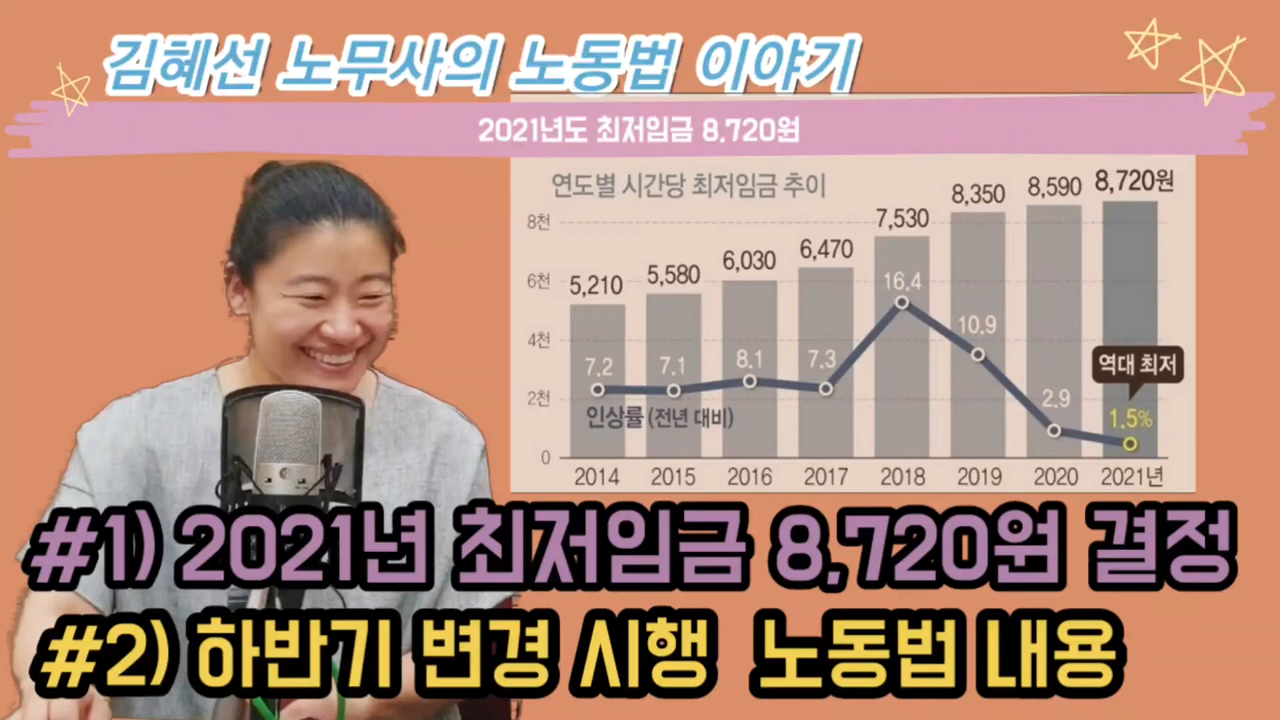 김혜선 노무사의 노동법 이야기
2021년도 최저임금 8,720원
연도별 시간당 최저임금 추이
8천
6천
4천
2천
0
5,210
5,580
6,030
6,470
7,530
8,350
8,590
8,720원
7.2
7.1
8.1
7.3
16.4
10.9
2.9
1.5%
역대 최저
인상률 (전년 대비)
2014 2015 2016 2017 2018 2019 2020 2021년
#1) 2021년 최저임금 8,720원 결정
#2) 하반기 변경 시행 노동법 내용